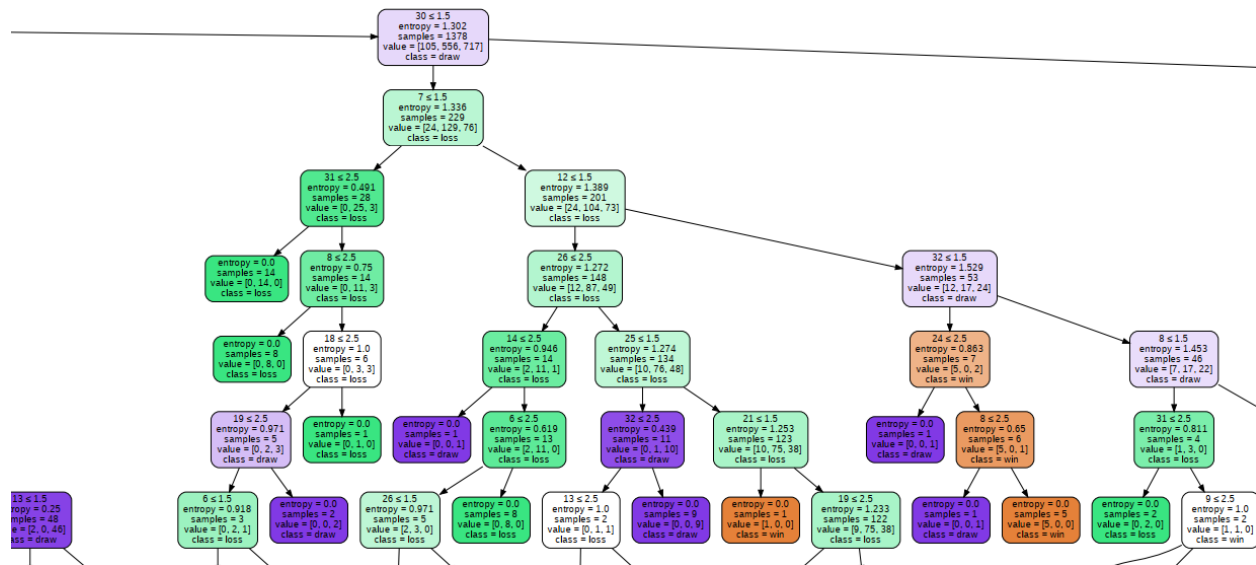 30 ≤ 1.5
entropy = 1.302
samples = 1378
value = [105, 556, 717]
class = draw
7 ≤ 1.5
entropy = 1.336
samples = 229
value = [24, 129, 76]
class = loss
31 ≤ 2.5
entropy = 0.491
samples = 28
value = [0, 25, 3]
class = loss
12 ≤ 1.5
entropy = 1.389
samples = 201
value = [24, 104, 73]
class = loss
entropy = 0.0
samples = 14
value = [0, 14, 0]
class = loss
8 ≤ 2.5
entropy = 0.75
samples = 14
value = [0, 11, 3]
class = loss
26 ≤ 2.5
entropy = 1.272
samples = 148
value = [12, 87, 49]
class = loss
32 ≤ 1.5
entropy = 1.529
samples = 53
value = [12, 17, 24]
class = draw
entropy = 0.0
samples = 8
value = [0, 8, 0]
class = loss
18 ≤ 2.5
entropy = 1.0
samples = 6
value = [0, 3, 3]
class = loss
14 ≤ 2.5
entropy = 0.946
samples = 14
value = [2, 11, 1]
class = loss
25 ≤ 1.5
entropy = 1.274
samples = 134
value = [10, 76, 48]
class = loss
24 ≤ 2.5
entropy = 0.863
samples = 7
value = [5, 0, 2]
class = win
8 ≤ 1.5
entropy = 1.453
samples = 46
value = [7, 17, 22]
class = draw
19 ≤ 2.5
entropy = 0.971
samples = 5
value = [0, 2, 3]
class = draw
entropy = 0.0
samples = 1
value = [0, 1, 0]
class = loss
entropy = 0.0
samples = 1
value = [0, 0, 1]
class = draw
6 ≤ 2.5
entropy = 0.619
samples = 13
value = [2, 11, 0]
class = loss
32 ≤ 2.5
entropy = 0.439
samples = 11
value = [0, 1, 10]
class = draw
21 ≤ 1.5
entropy = 1.253
samples = 123
value = [10, 75, 38]
class = loss
entropy = 0.0
samples = 1
value = [0, 0, 1]
class = draw
8 ≤ 2.5
entropy = 0.65
samples = 6
value = [5, 0, 1]
class = win
31 ≤ 2.5
entropy = 0.811
samples = 4
value = [1, 3, 0]
class = loss
13 ≤ 1.5
entropy = 0.25
samples = 48
= [2, 0, 46]
class = draw
6 ≤ 1.5
entropy = 0.918
samples = 3
value = [0, 2, 1]
class = loss
entropy = 0.0
samples = 2
value = [0, 0, 2]
class = draw
26 ≤ 1.5
entropy = 0.971
samples = 5
value = [2, 3, 0]
class = loss
entropy = 0.0
samples = 8
value = [0, 8, 0]
class = loss
13 ≤ 2.5
entropy = 1.0
samples = 2
value = [0, 1, 1]
class = loss
entropy = 0.0
samples = 9
value = [0, 0, 9]
class = draw
entropy = 0.0
samples = 1
value = [1, 0, 0]
class = win
19 ≤ 2.5
entropy = 1.233
samples = 122
value = [9, 75, 38]
class = loss
entropy = 0.0
samples = 1
value = [0, 0, 1]
class = draw
entropy = 0.0
samples = 5
value = [5, 0, 0]
class = win
entropy = 0.0
samples = 2
value = [0, 2, 0]
class = loss
9 ≤ 2.5
entropy = 1.0
samples = 2
value = [1, 1, 0]
class = win